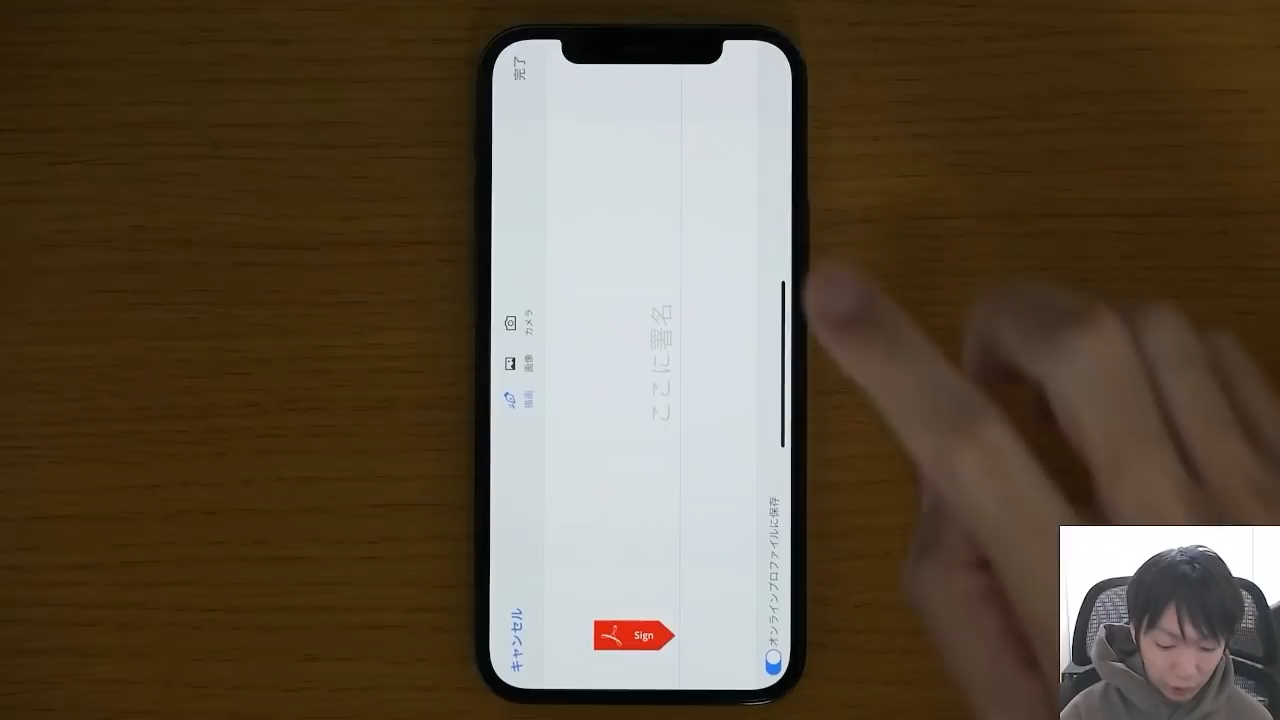 キャンセル
描画
画像
カメラ
完了
ここに署名
Sign
オンラインプロファイルに保存